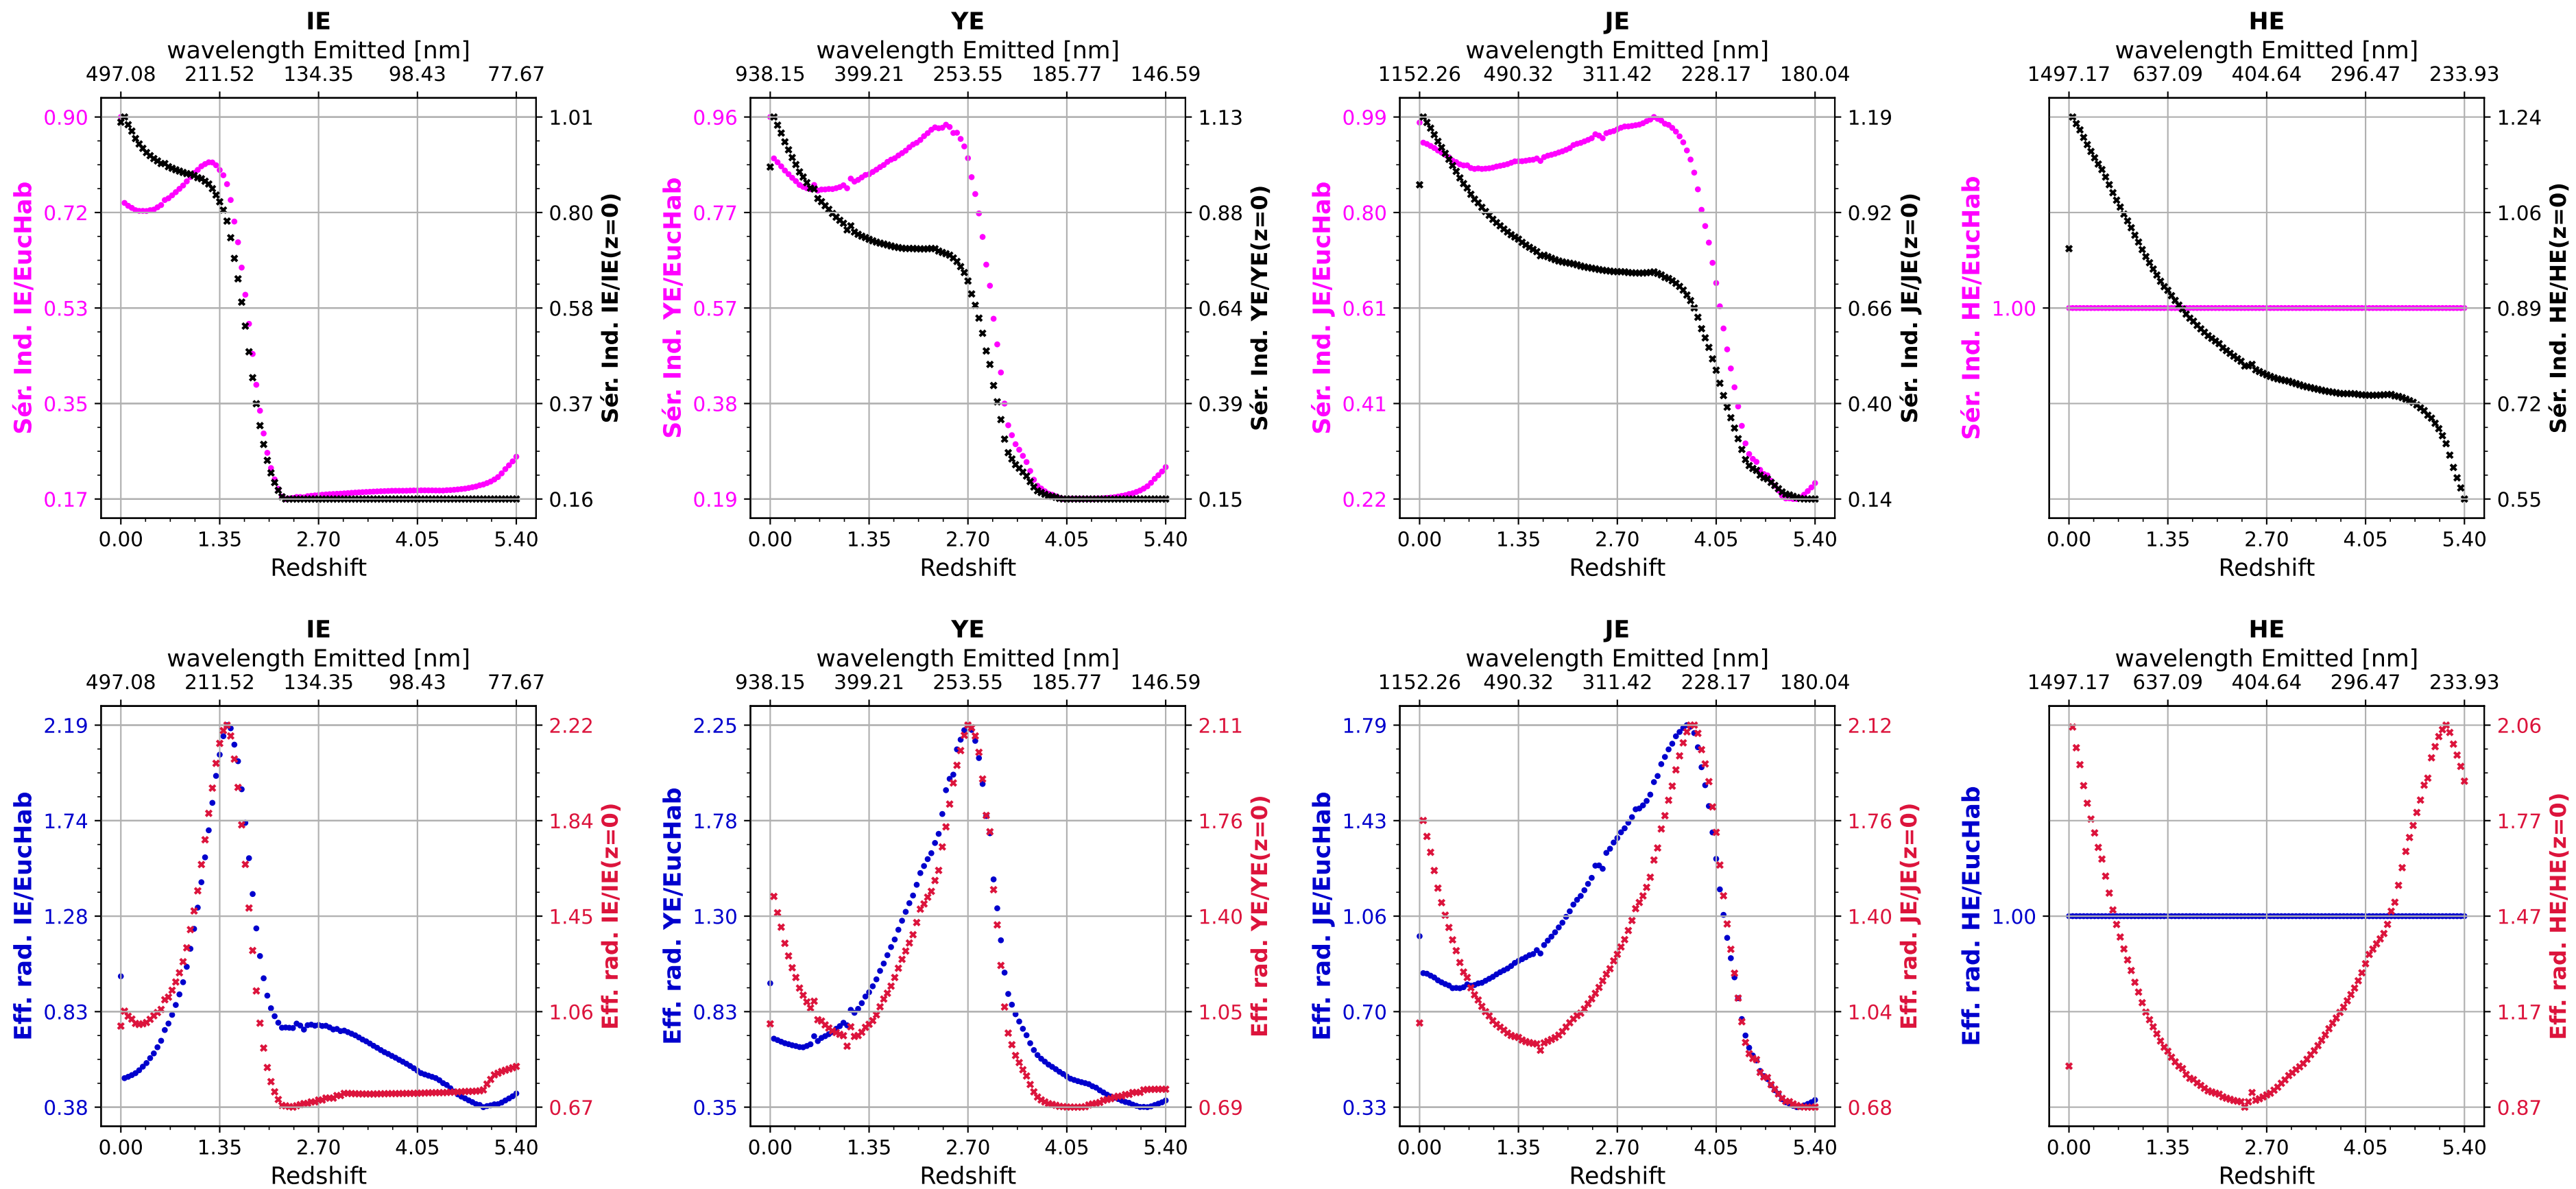 IE
wavelength Emitted [nm]
497.08 211.52 134.35 98.43 77.67
Sér. Ind. IE/EucHab
0.90 0.72 0.53 0.35 0.17
1.01 0.80 0.58 0.37 0.16
Sér. Ind. IE/IE(z=0)
0.00 1.35 2.70 4.05 5.40
Redshift
YE
wavelength Emitted [nm]
938.15 399.21 253.55 185.77 146.59
Sér. Ind. YE/EucHab
0.96 0.77 0.57 0.38 0.19
1.13 0.88 0.64 0.39 0.15
Sér. Ind. YE/YE(z=0)
0.00 1.35 2.70 4.05 5.40
Redshift
JE
wavelength Emitted [nm]
1152.26 490.32 311.42 228.17 180.04
Sér. Ind. JE/EucHab
0.99 0.80 0.61 0.41 0.22
1.19 0.92 0.66 0.40 0.14
Sér. Ind. JE/JE(z=0)
0.00 1.35 2.70 4.05 5.40
Redshift
HE
wavelength Emitted [nm]
1497.17 637.09 404.64 296.47 233.93
Sér. Ind. HE/EucHab
1.00
1.24 1.06 0.89 0.72 0.55
Sér. Ind. HE/HE(z=0)
0.00 1.35 2.70 4.05 5.40
Redshift
IE
wavelength Emitted [nm]
497.08 211.52 134.35 98.43 77.67
Eff. rad. IE/EucHab
2.19 1.74 1.28 0.83 0.38
2.22 1.84 1.45 1.06 0.67
Eff. rad. IE/IE(z=0)
0.00 1.35 2.70 4.05 5.40
Redshift
YE
wavelength Emitted [nm]
938.15 399.21 253.55 185.77 146.59
Eff. rad. YE/EucHab
2.25 1.78 1.30 0.83 0.35
2.11 1.76 1.40 1.05 0.69
Eff. rad. YE/YE(z=0)
0.00 1.35 2.70 4.05 5.40
Redshift
JE
wavelength Emitted [nm]
1152.26 490.32 311.42 228.17 180.04
Eff. rad. JE/EucHab
1.79 1.43 1.06 0.70 0.33
2.12 1.76 1.40 1.04 0.68
Eff. rad. JE/JE(z=0)
0.00 1.35 2.70 4.05 5.40
Redshift
HE
wavelength Emitted [nm]
1497.17 637.09 404.64 296.47 233.93
Eff. rad. HE/EucHab
1.00
2.06 1.77 1.47 1.17 0.87
Eff. rad. HE/HE(z=0)
0.00 1.35 2.70 4.05 5.40
Redshift